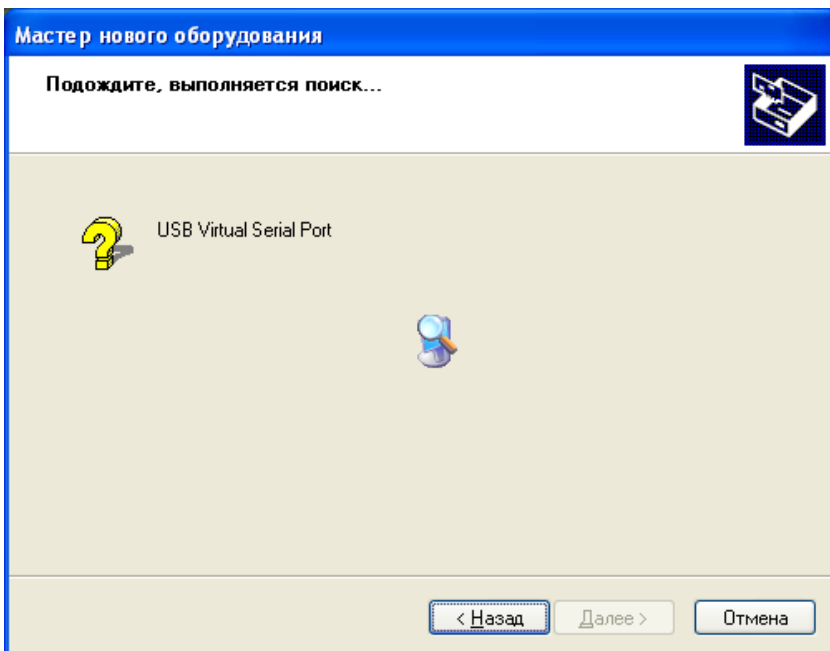 Мастер нового оборудования
Подождите, выполняется поиск...
USB Virtual Serial Port
< Назад
Далее >
Отмена